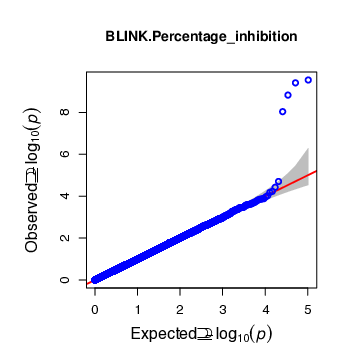 BLINK.Percentage_inhibition
Observed log10(p)
8
6
4
2
0
0 1 2 3 4 5
Expected log10(p)